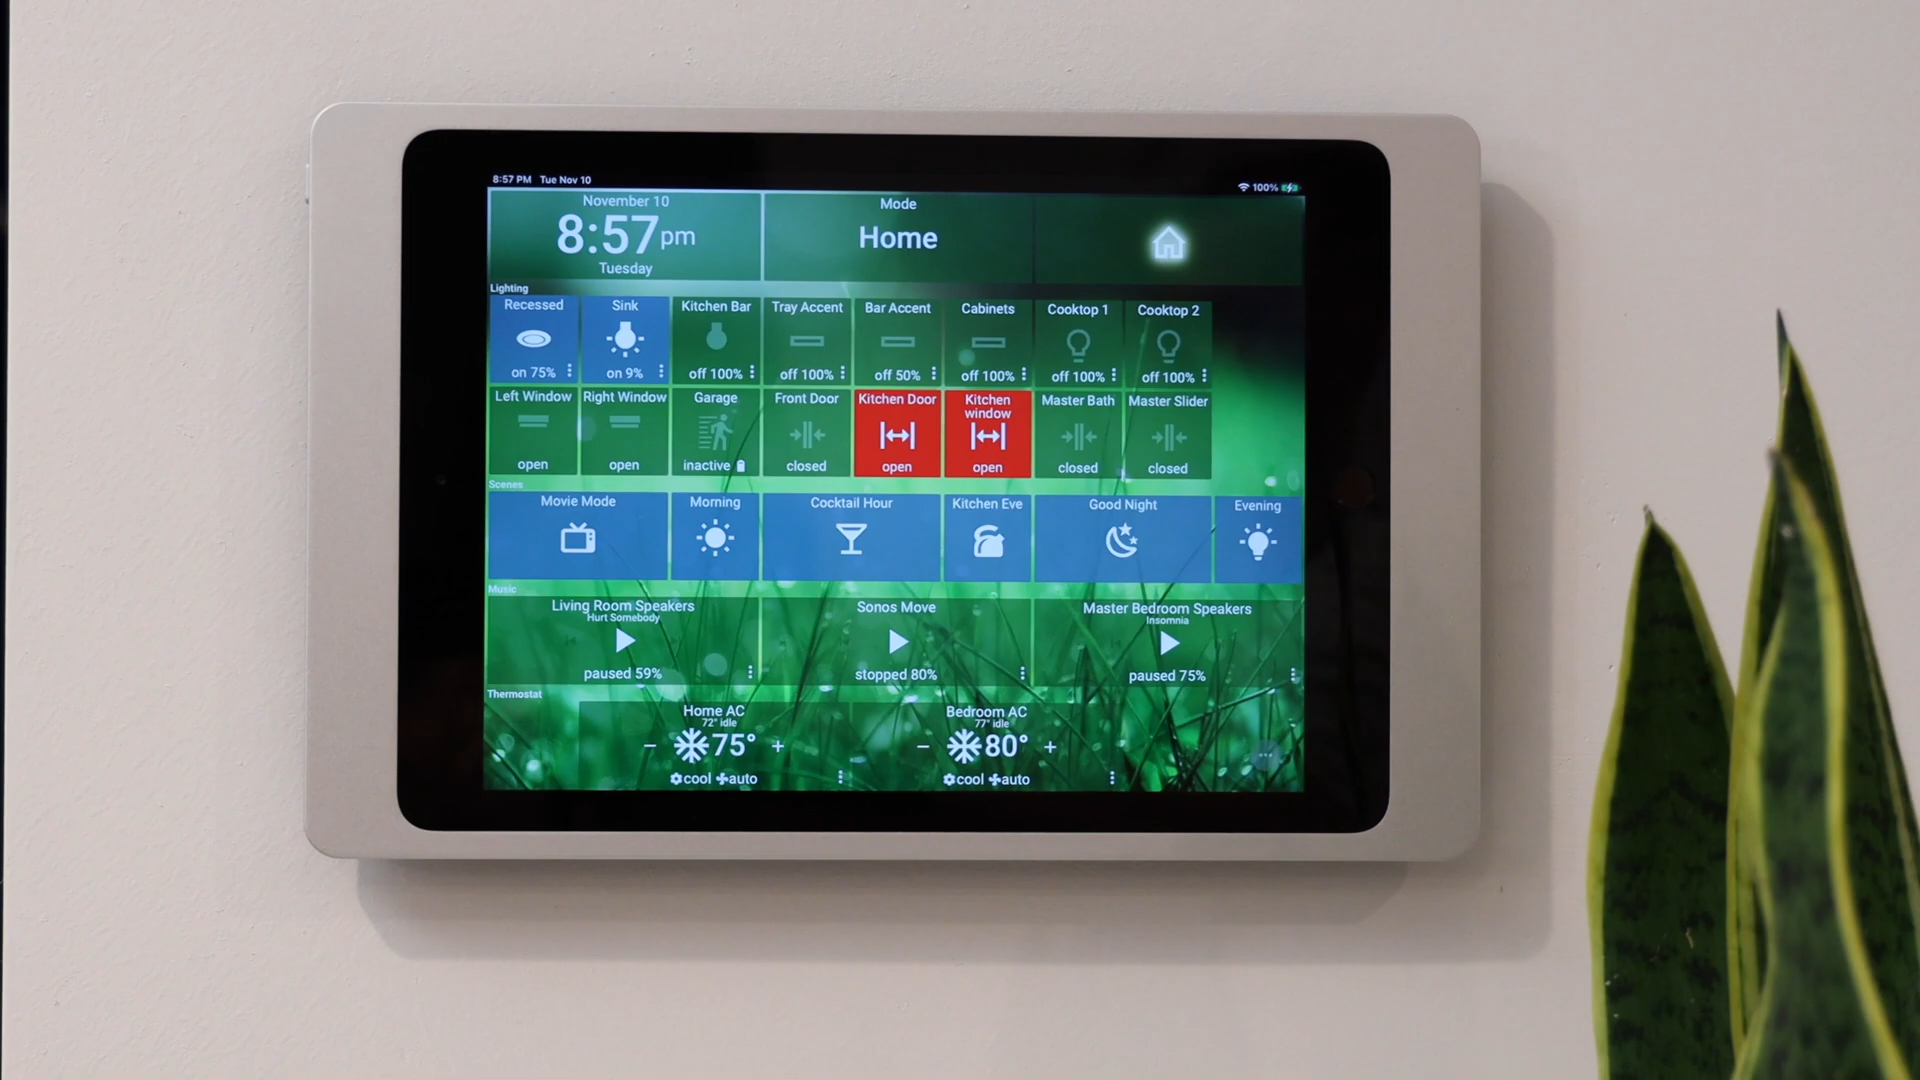 8:57 PM Tue Nov 10
100%
November 10
8:57pm
Tuesday
Mode
Home
Lighting
Recessed
on 75%
Sink
on 9%
Kitchen Bar
off 100%
Tray Accent
off 100%
Bar Accent
off 50%
Cabinets
off 100%
Cooktop 1
off 100%
Cooktop 2
off 100%
Left Window
open
Right Window
open
Garage
inactive
Front Door
closed
Kitchen Door
open
Kitchen
window
open
Master Bath
closed
Master Slider
closed
Scenes
Movie Mode
Morning
Cocktail Hour
Kitchen Eve
Good Night
Evening
Music
Living Room Speakers
Hurt Somebody
paused 59%
Sonos Move
stopped 80%
Master Bedroom Speakers
Insomnia
paused 75%
Thermostat
Home AC
72° idle
− 75° +
cool auto
Bedroom AC
77° idle
− 80° +
cool auto